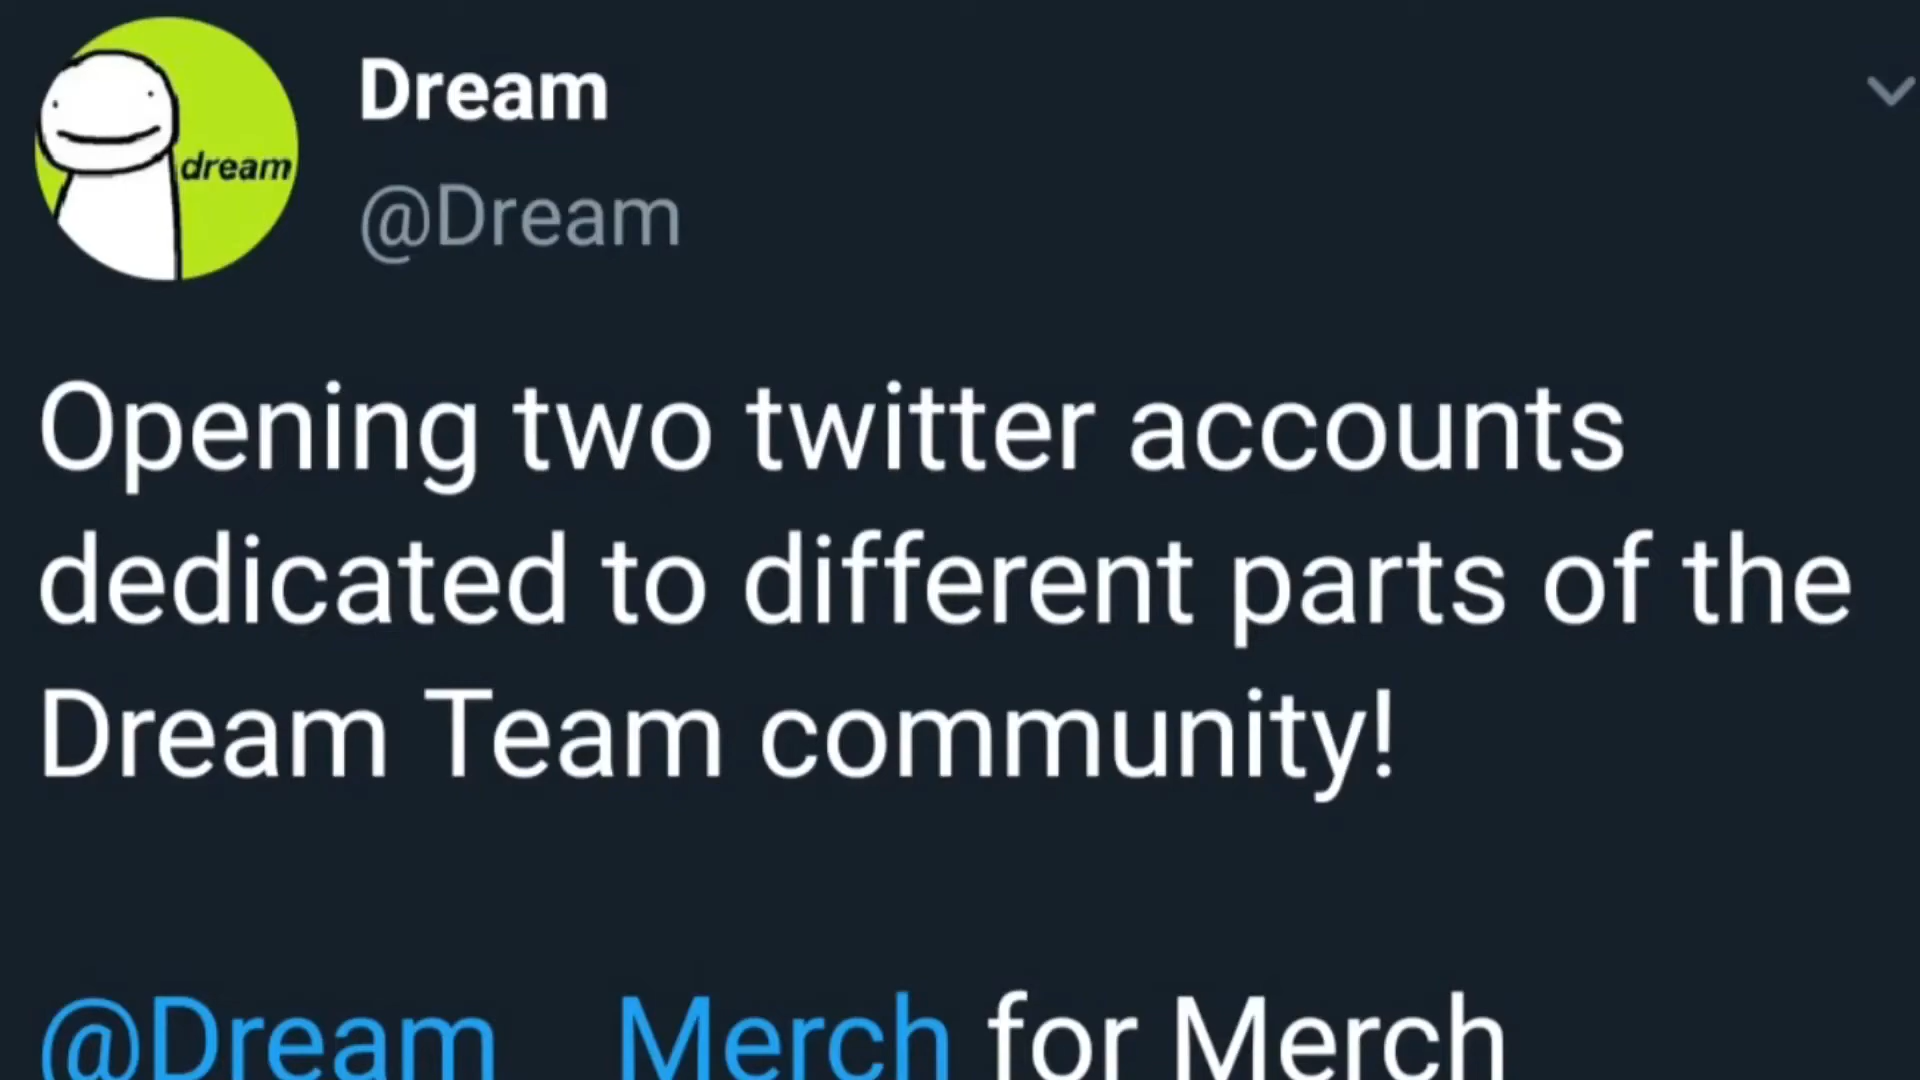 dream
Dream
@Dream
Opening two twitter accounts
dedicated to different parts of the
Dream Team community!
@Dream Merch for Merch